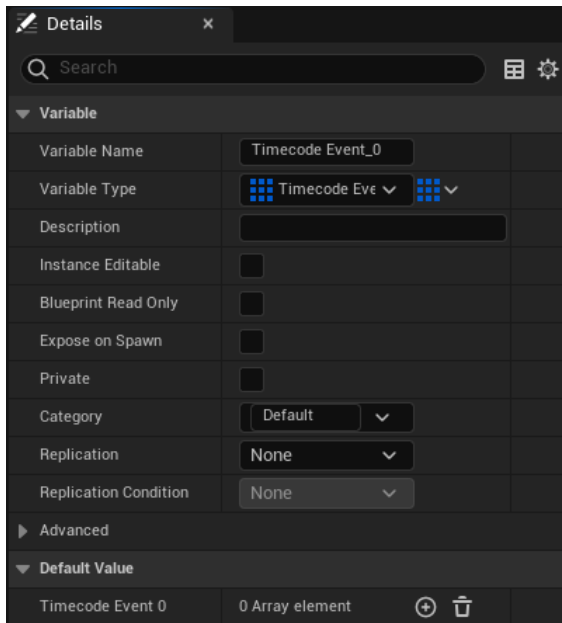 Details
Search
Variable
Variable Name Timecode Event_0
Variable Type Timecode Eve
Description
Instance Editable
Blueprint Read Only
Expose on Spawn
Private
Category Default
Replication None
Replication Condition None
Advanced
Default Value
Timecode Event 0 0 Array element